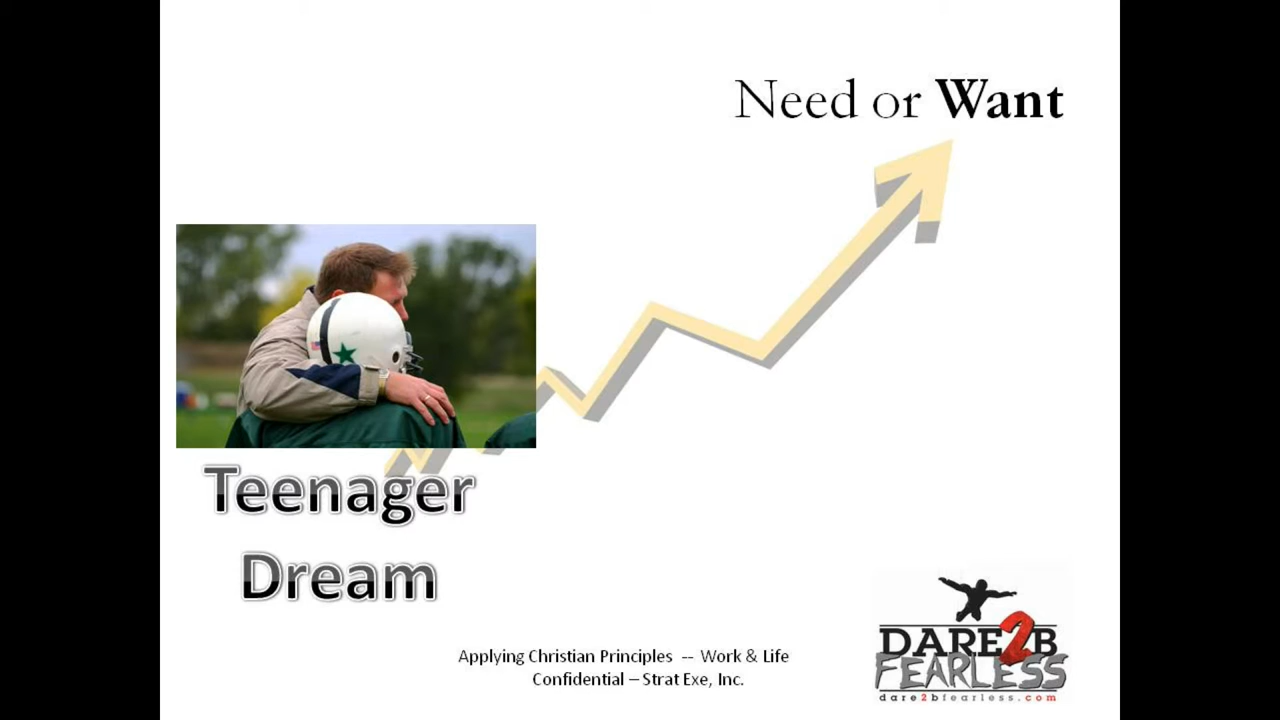 Need or Want
Teenager
Dream
Applying Christian Principles -- Work & Life
Confidential – Strat Exe, Inc.
DARE2B
FEARLESS
dare2bfearless.com